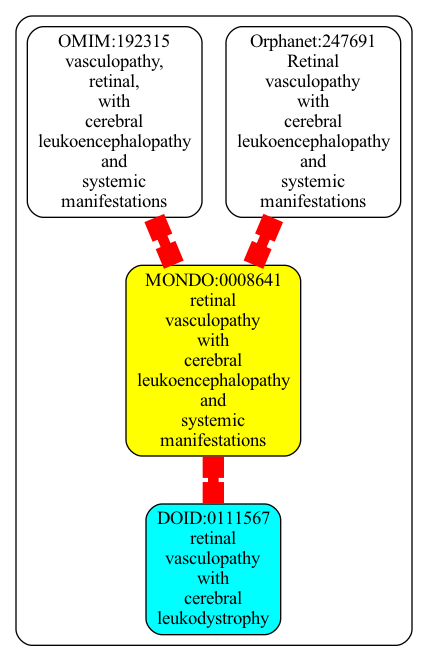 OMIM:192315
vasculopathy,
retinal,
with
cerebral
leukoencephalopathy
and
systemic
manifestations
Orphanet:247691
Retinal
vasculopathy
with
cerebral
leukoencephalopathy
and
systemic
manifestations
MONDO:0008641
retinal
vasculopathy
with
cerebral
leukoencephalopathy
and
systemic
manifestations
DOID:0111567
retinal
vasculopathy
with
cerebral
leukodystrophy